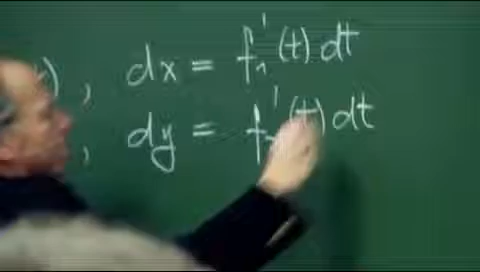 t), dx = f₁'(t) dt
, dy = f₂'(t) dt